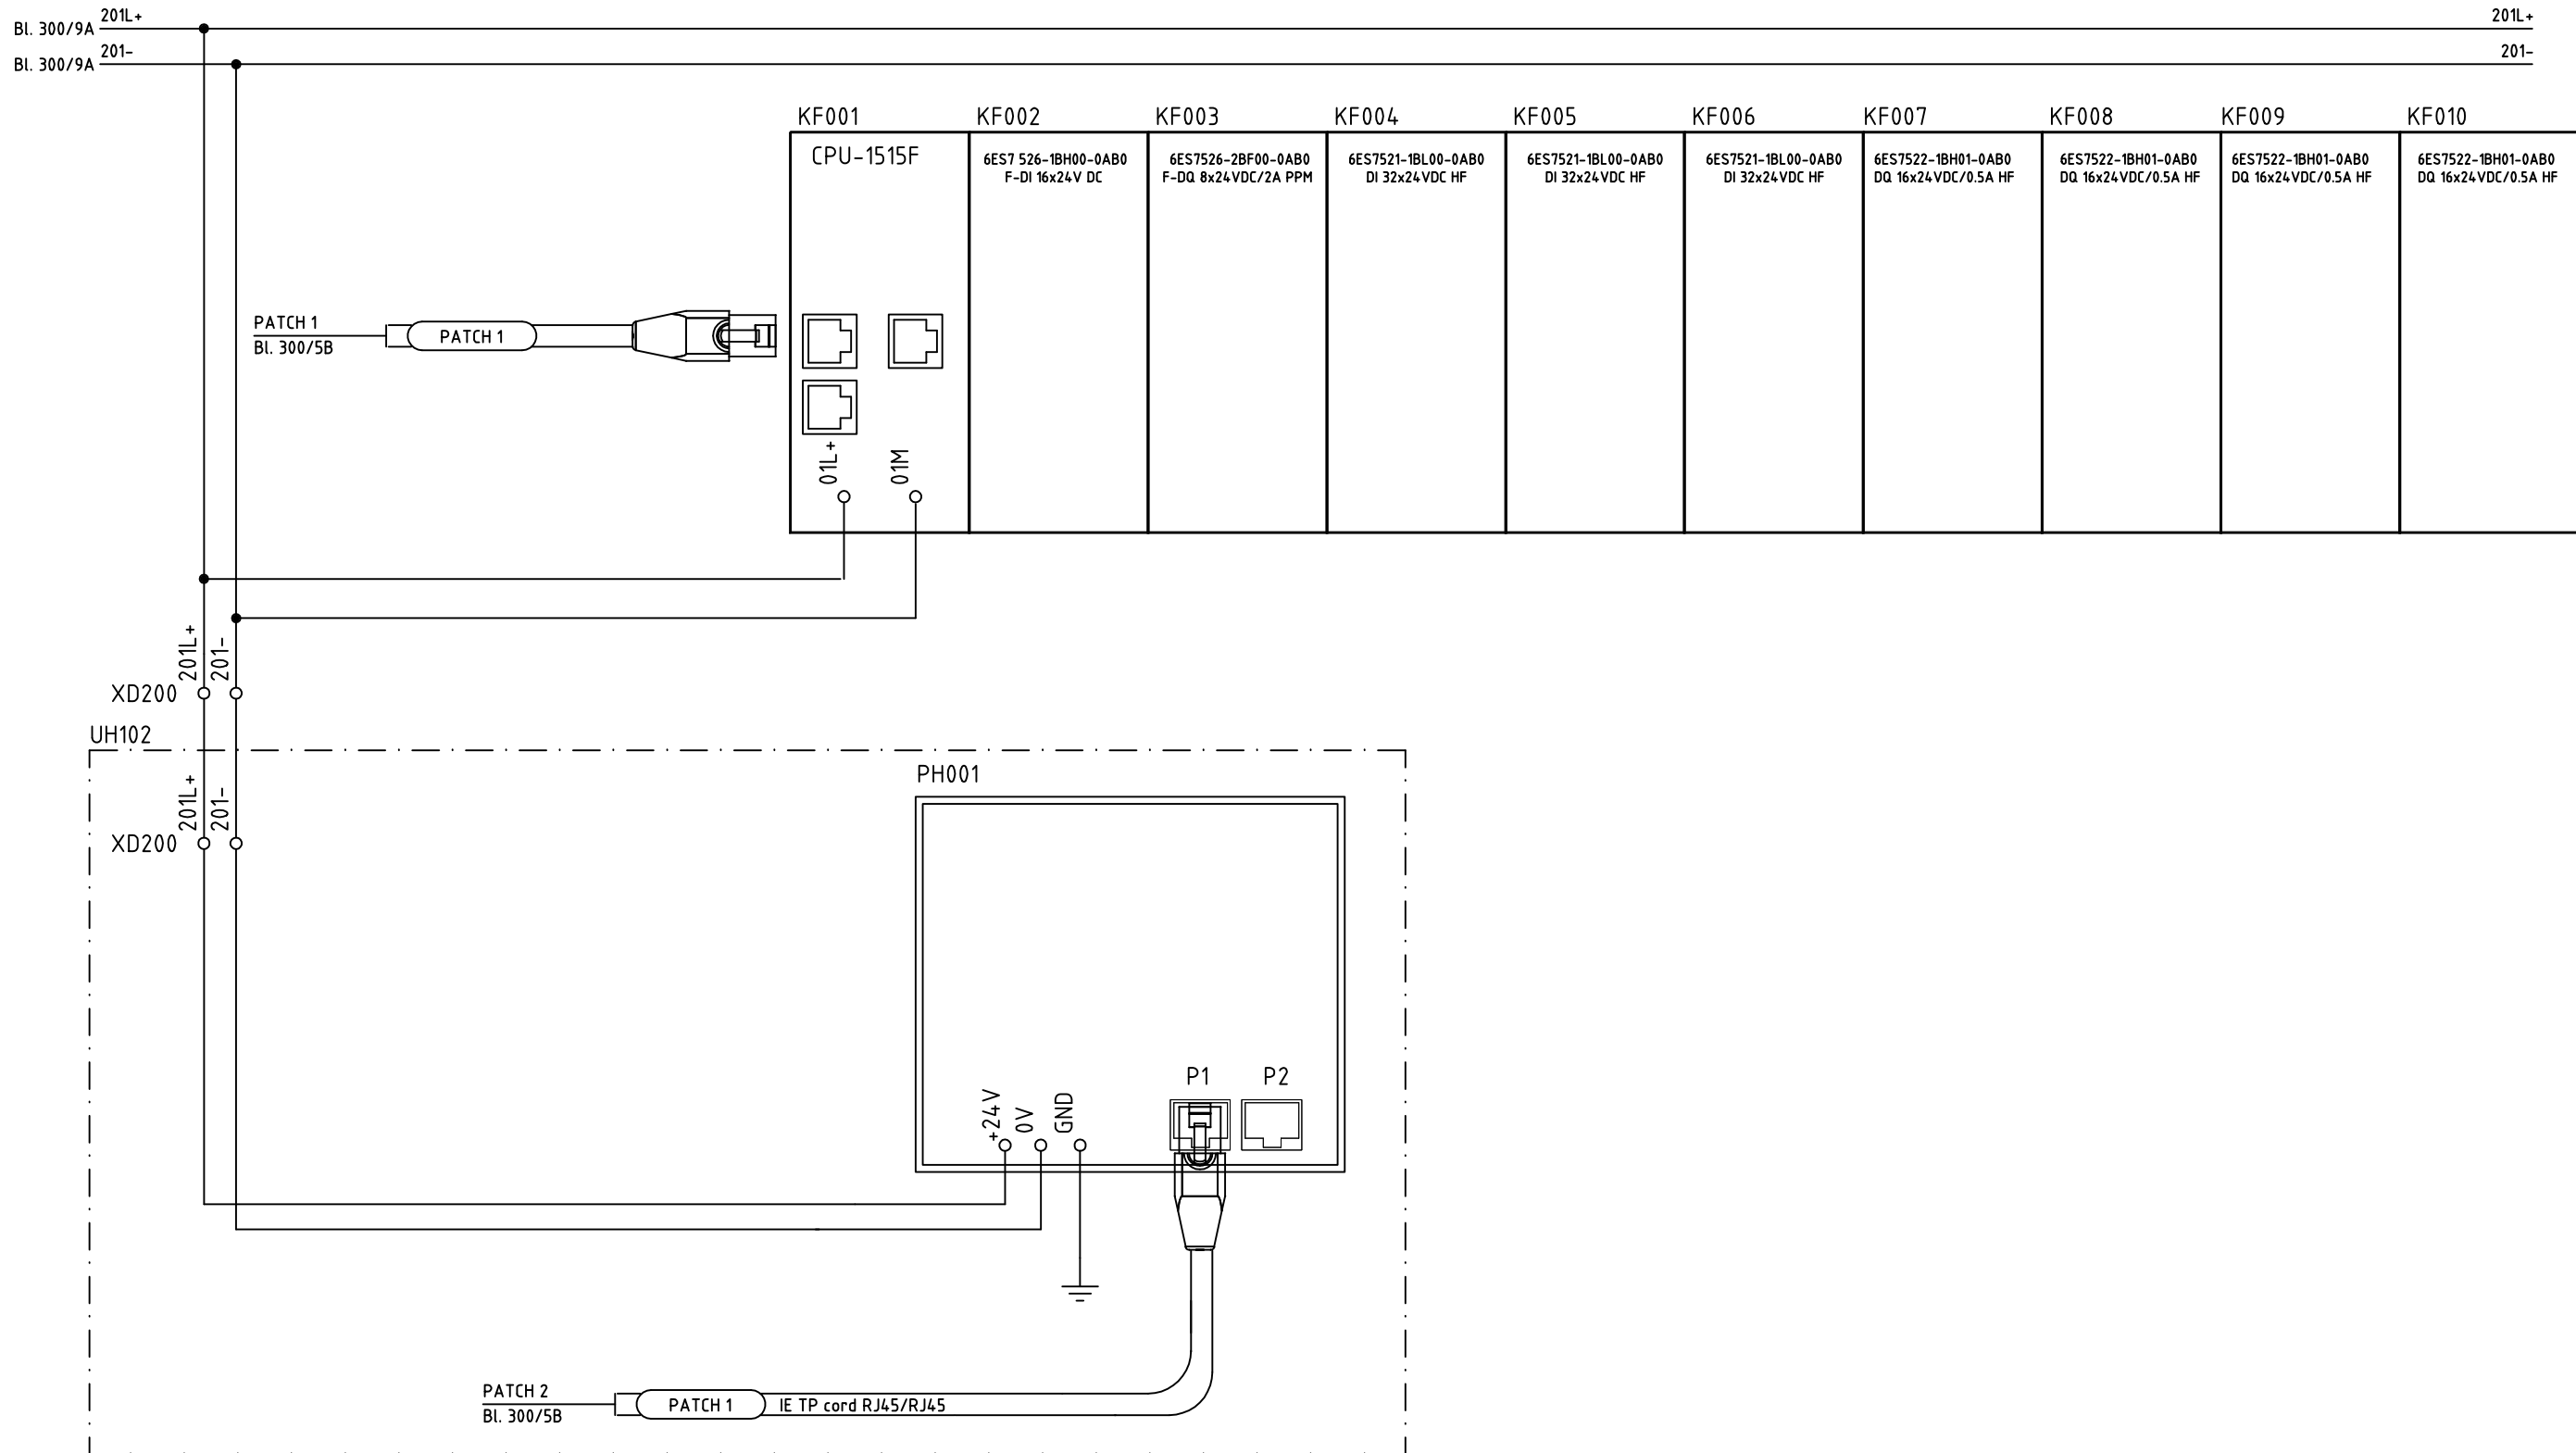 201L+
Bl. 300/9A
201L+
201-
Bl. 300/9A
201-
KF001
KF002
KF003
KF004
KF005
KF006
KF007
KF008
KF009
KF010
CPU-1515F
6ES7 526-1BH00-0AB0
F-DI 16x24V DC
6ES7526-2BF00-0AB0
F-DQ 8x24VDC/2A PPM
6ES7521-1BL00-0AB0
DI 32x24VDC HF
6ES7521-1BL00-0AB0
DI 32x24VDC HF
6ES7521-1BL00-0AB0
DI 32x24VDC HF
6ES7522-1BH01-0AB0
DQ 16x24VDC/0.5A HF
6ES7522-1BH01-0AB0
DQ 16x24VDC/0.5A HF
6ES7522-1BH01-0AB0
DQ 16x24VDC/0.5A HF
6ES7522-1BH01-0AB0
DQ 16x24VDC/0.5A HF
PATCH 1
Bl. 300/5B
PATCH 1
01L+
01M
201L+
201-
XD200
UH102
201L+
201-
XD200
PH001
+24V
0V
GND
P1
P2
PATCH 2
Bl. 300/5B
PATCH 1
IE TP cord RJ45/RJ45